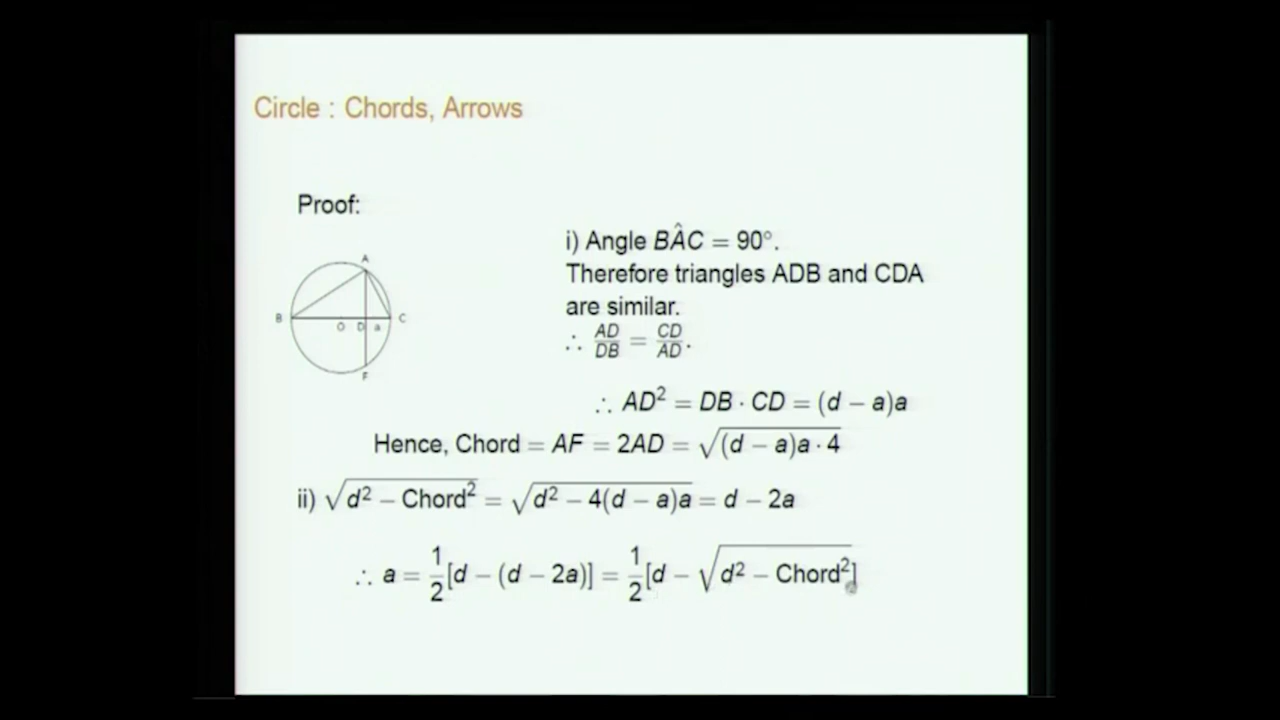 Circle : Chords, Arrows
Proof:
i) Angle BÂC = 90°.
Therefore triangles ADB and CDA
are similar.
∴ AD/DB = CD/AD.
A
B
O D a
C
F
∴ AD² = DB · CD = (d − a)a
Hence, Chord = AF = 2AD = √((d − a)a · 4)
ii) √(d² − Chord²) = √(d² − 4(d − a)a) = d − 2a
∴ a = 1/2[d − (d − 2a)] = 1/2[d − √(d² − Chord²)]